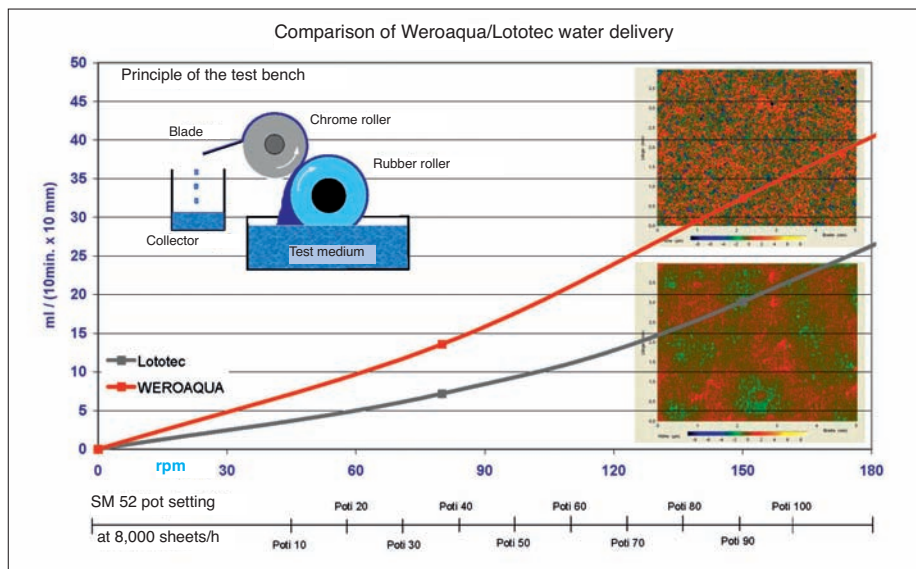 Comparison of Weroaqua/Lototec water delivery
50
45
40
35
30
25
20
15
10
5
0
ml / (10min. x 10 mm)
Principle of the test bench
Blade
Chrome roller
Rubber roller
Collector
Test medium
Lototec
WEROAQUA
0
30
60
90
120
150
180
rpm
SM 52 pot setting
at 8,000 sheets/h
Poti 20
Poti 40
Poti 60
Poti 80
Poti 100
Poti 10
Poti 30
Poti 50
Poti 70
Poti 90